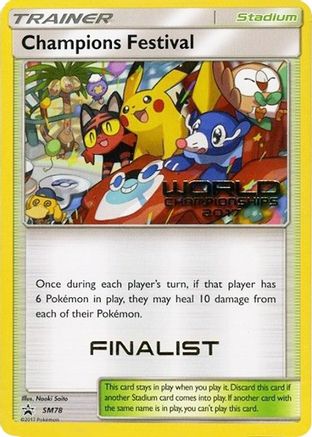 TRAINER Stadium
Champions Festival
WORLD
CHAMPIONSHIPS
2017
Once during each player's turn, if that player has
6 Pokémon in play, they may heal 10 damage from
each of their Pokémon.
FINALIST
Illus. Naoki Saito
SM78
©2017 Pokémon
This card stays in play when you play it. Discard this card if
another Stadium card comes into play. If another card with
the same name is in play, you can't play this card.